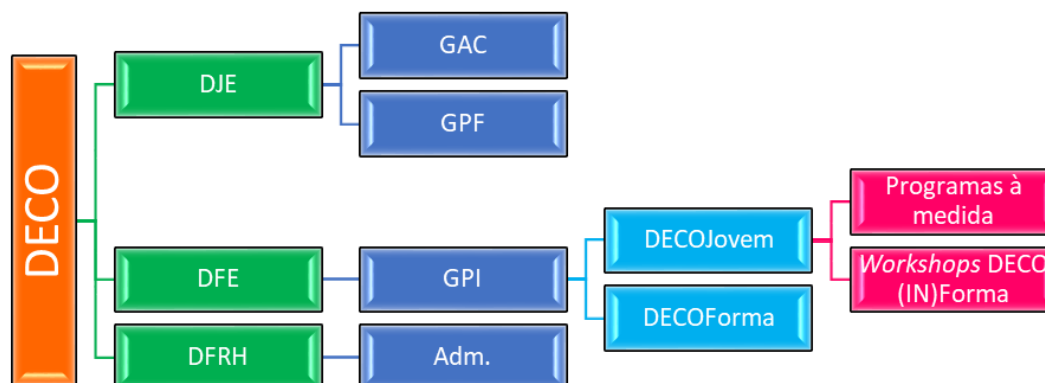 DECO
DJE
GAC
GPF
DFE
GPI
DECOJovem
Programas à
medida
Workshops DECO
(IN)Forma
DECOForma
DFRH
Adm.